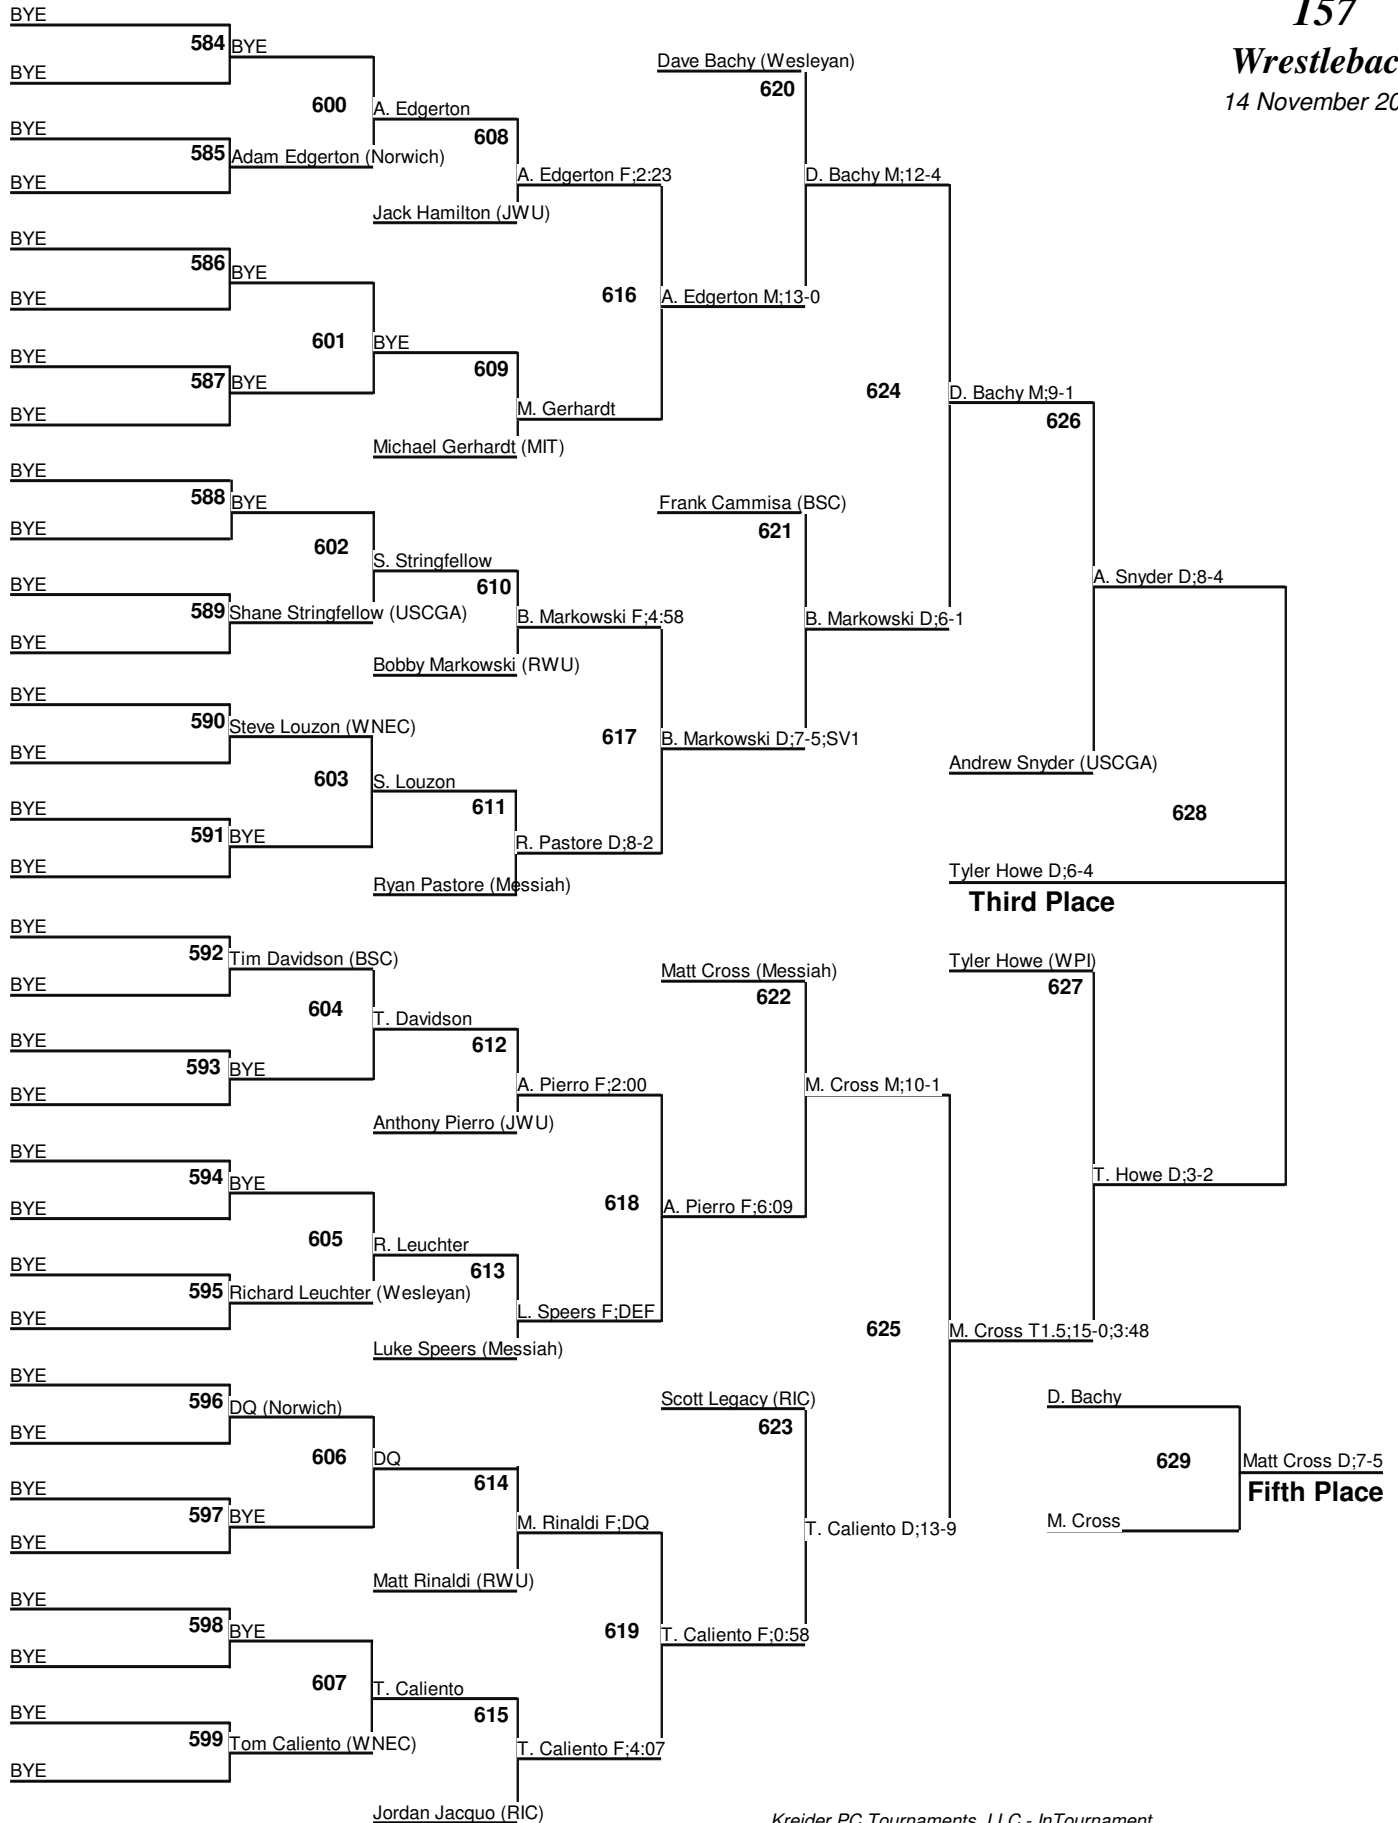 157
Wrestlebac
14 November 20
BYE
584 BYE
BYE
600 A. Edgerton
BYE
585 Adam Edgerton (Norwich)
BYE
608
A. Edgerton F;2:23
Jack Hamilton (JWU)
BYE
586 BYE
BYE
601 BYE
BYE
587 BYE
BYE
609
M. Gerhardt
Michael Gerhardt (MIT)
616 A. Edgerton M;13-0
Dave Bachy (Wesleyan)
620
D. Bachy M;12-4
BYE
588 BYE
BYE
602 S. Stringfellow
BYE
589 Shane Stringfellow (USCGA)
BYE
610
B. Markowski F;4:58
Bobby Markowski (RWU)
BYE
590 Steve Louzon (WNEC)
BYE
603 S. Louzon
BYE
591 BYE
BYE
611
R. Pastore D;8-2
Ryan Pastore (Messiah)
617 B. Markowski D;7-5;SV1
Frank Cammisa (BSC)
621
B. Markowski D;6-1
624 D. Bachy M;9-1
626
A. Snyder D;8-4
Andrew Snyder (USCGA)
628
Tyler Howe D;6-4
Third Place
BYE
592 Tim Davidson (BSC)
BYE
604 T. Davidson
BYE
593 BYE
BYE
612
A. Pierro F;2:00
Anthony Pierro (JWU)
BYE
594 BYE
BYE
605 R. Leuchter
BYE
595 Richard Leuchter (Wesleyan)
BYE
613
L. Speers F;DEF
Luke Speers (Messiah)
618 A. Pierro F;6:09
Matt Cross (Messiah)
622
M. Cross M;10-1
Tyler Howe (WPI)
627
T. Howe D;3-2
BYE
596 DQ (Norwich)
BYE
606 DQ
BYE
597 BYE
BYE
614
M. Rinaldi F;DQ
Matt Rinaldi (RWU)
BYE
598 BYE
BYE
607 T. Caliento
BYE
599 Tom Caliento (WNEC)
BYE
615
T. Caliento F;4:07
Jordan Jacquo (RIC)
619 T. Caliento F;0:58
Scott Legacy (RIC)
623
T. Caliento D;13-9
625 M. Cross T1.5;15-0;3:48
D. Bachy
629 Matt Cross D;7-5
Fifth Place
M. Cross
Kreider PC Tournaments, LLC - InTournament